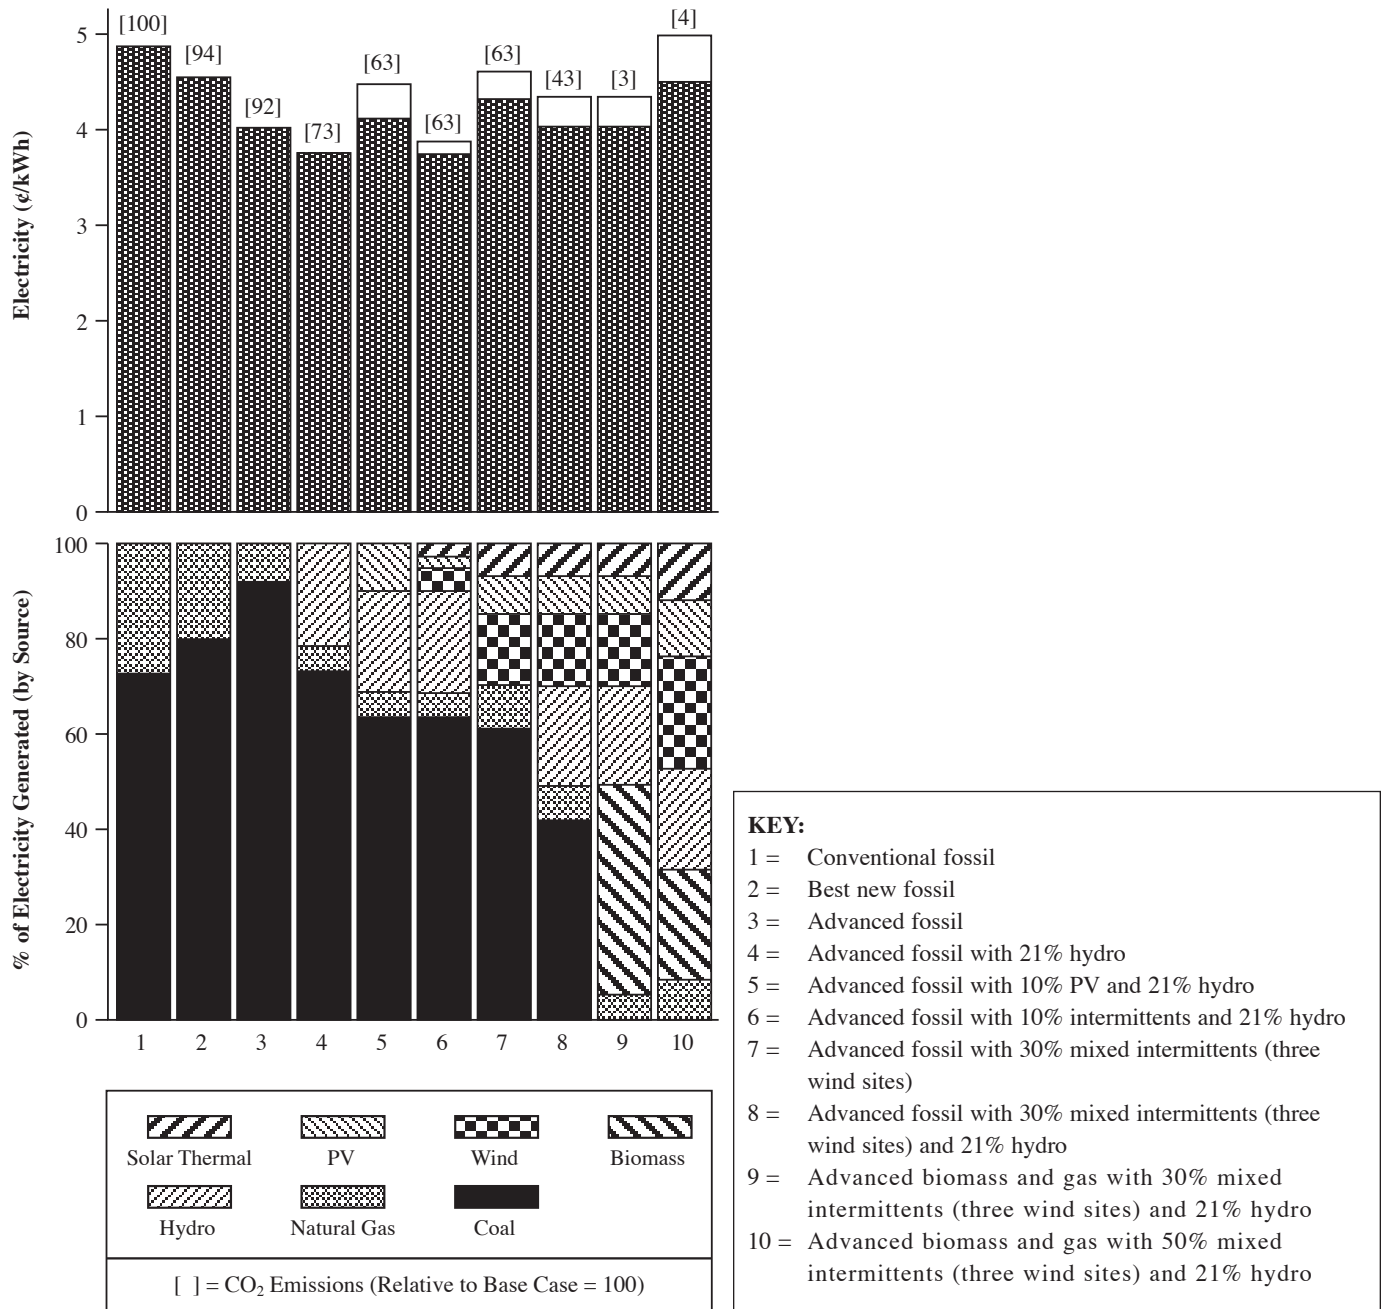 Electricity (¢/kWh)
5
4
3
2
1
0
[100]
[94]
[92]
[73]
[63]
[63]
[63]
[43]
[3]
[4]
% of Electricity Generated (by Source)
100
80
60
40
20
0
1 2 3 4 5 6 7 8 9 10
Solar Thermal PV Wind Biomass
Hydro Natural Gas Coal
[ ] = CO₂ Emissions (Relative to Base Case = 100)
KEY:
1 = Conventional fossil
2 = Best new fossil
3 = Advanced fossil
4 = Advanced fossil with 21% hydro
5 = Advanced fossil with 10% PV and 21% hydro
6 = Advanced fossil with 10% intermittents and 21% hydro
7 = Advanced fossil with 30% mixed intermittents (three
wind sites)
8 = Advanced fossil with 30% mixed intermittents (three
wind sites) and 21% hydro
9 = Advanced biomass and gas with 30% mixed
intermittents (three wind sites) and 21% hydro
10 = Advanced biomass and gas with 50% mixed
intermittents (three wind sites) and 21% hydro